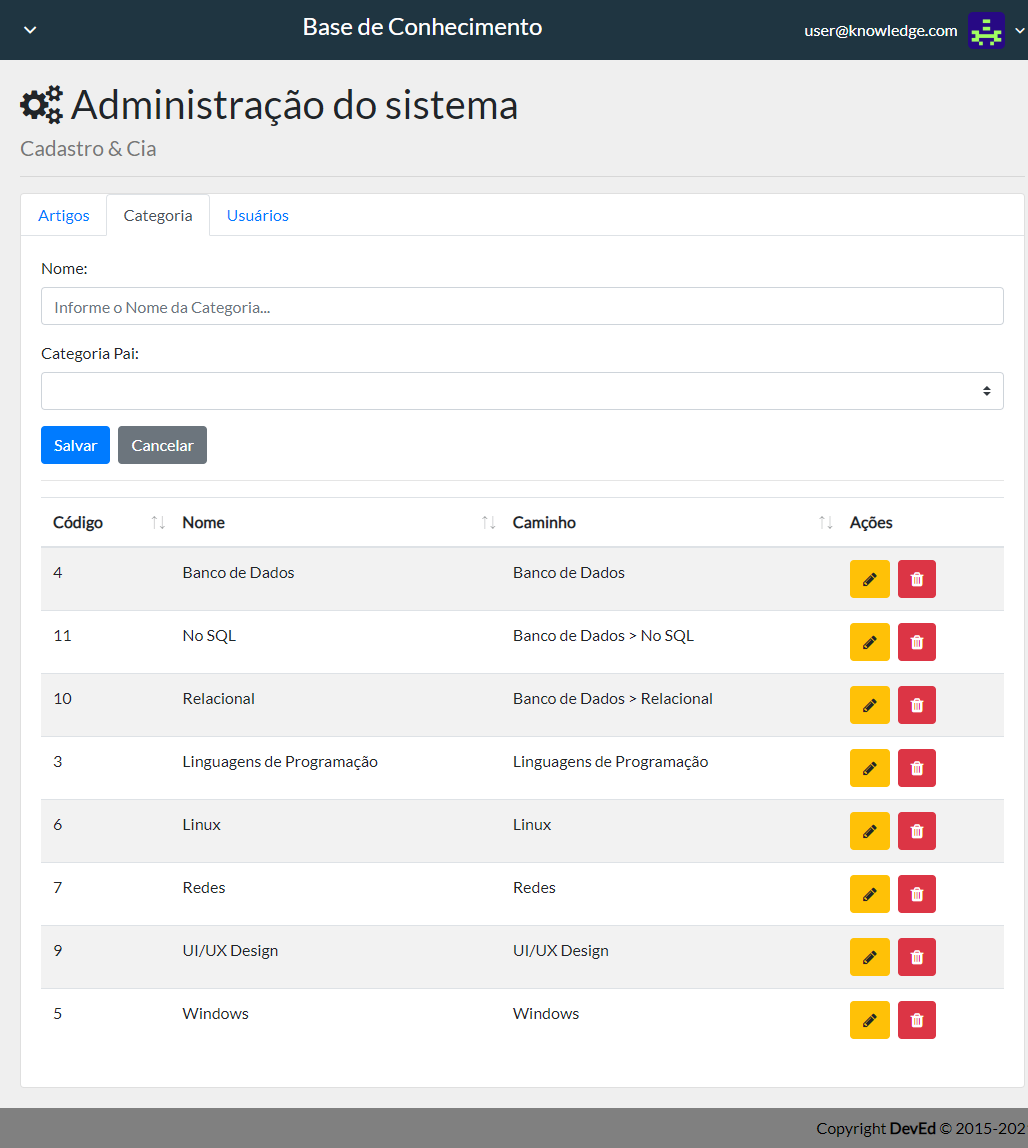 Base de Conhecimento
user@knowledge.com
Administração do sistema
Cadastro & Cia
Artigos Categoria Usuários
Nome:
Informe o Nome da Categoria...
Categoria Pai:
Salvar Cancelar
Código Nome Caminho Ações
4 Banco de Dados Banco de Dados
11 No SQL Banco de Dados > No SQL
10 Relacional Banco de Dados > Relacional
3 Linguagens de Programação Linguagens de Programação
6 Linux Linux
7 Redes Redes
9 UI/UX Design UI/UX Design
5 Windows Windows
Copyright DevEd © 2015-202